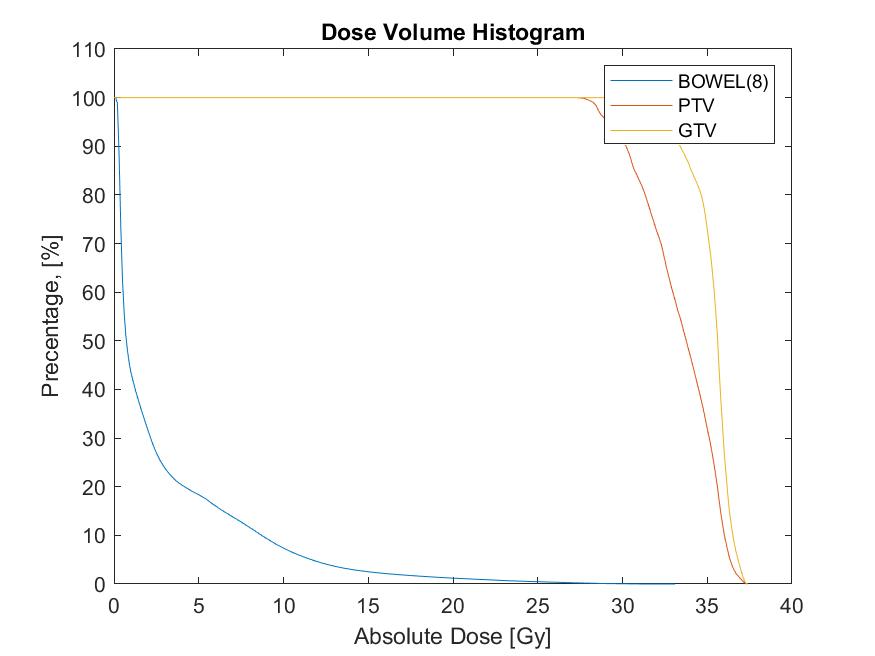 Dose Volume Histogram
110
100
90
80
70
60
50
40
30
20
10
0
Precentage, [%]
BOWEL(8)
PTV
GTV
0 5 10 15 20 25 30 35 40
Absolute Dose [Gy]